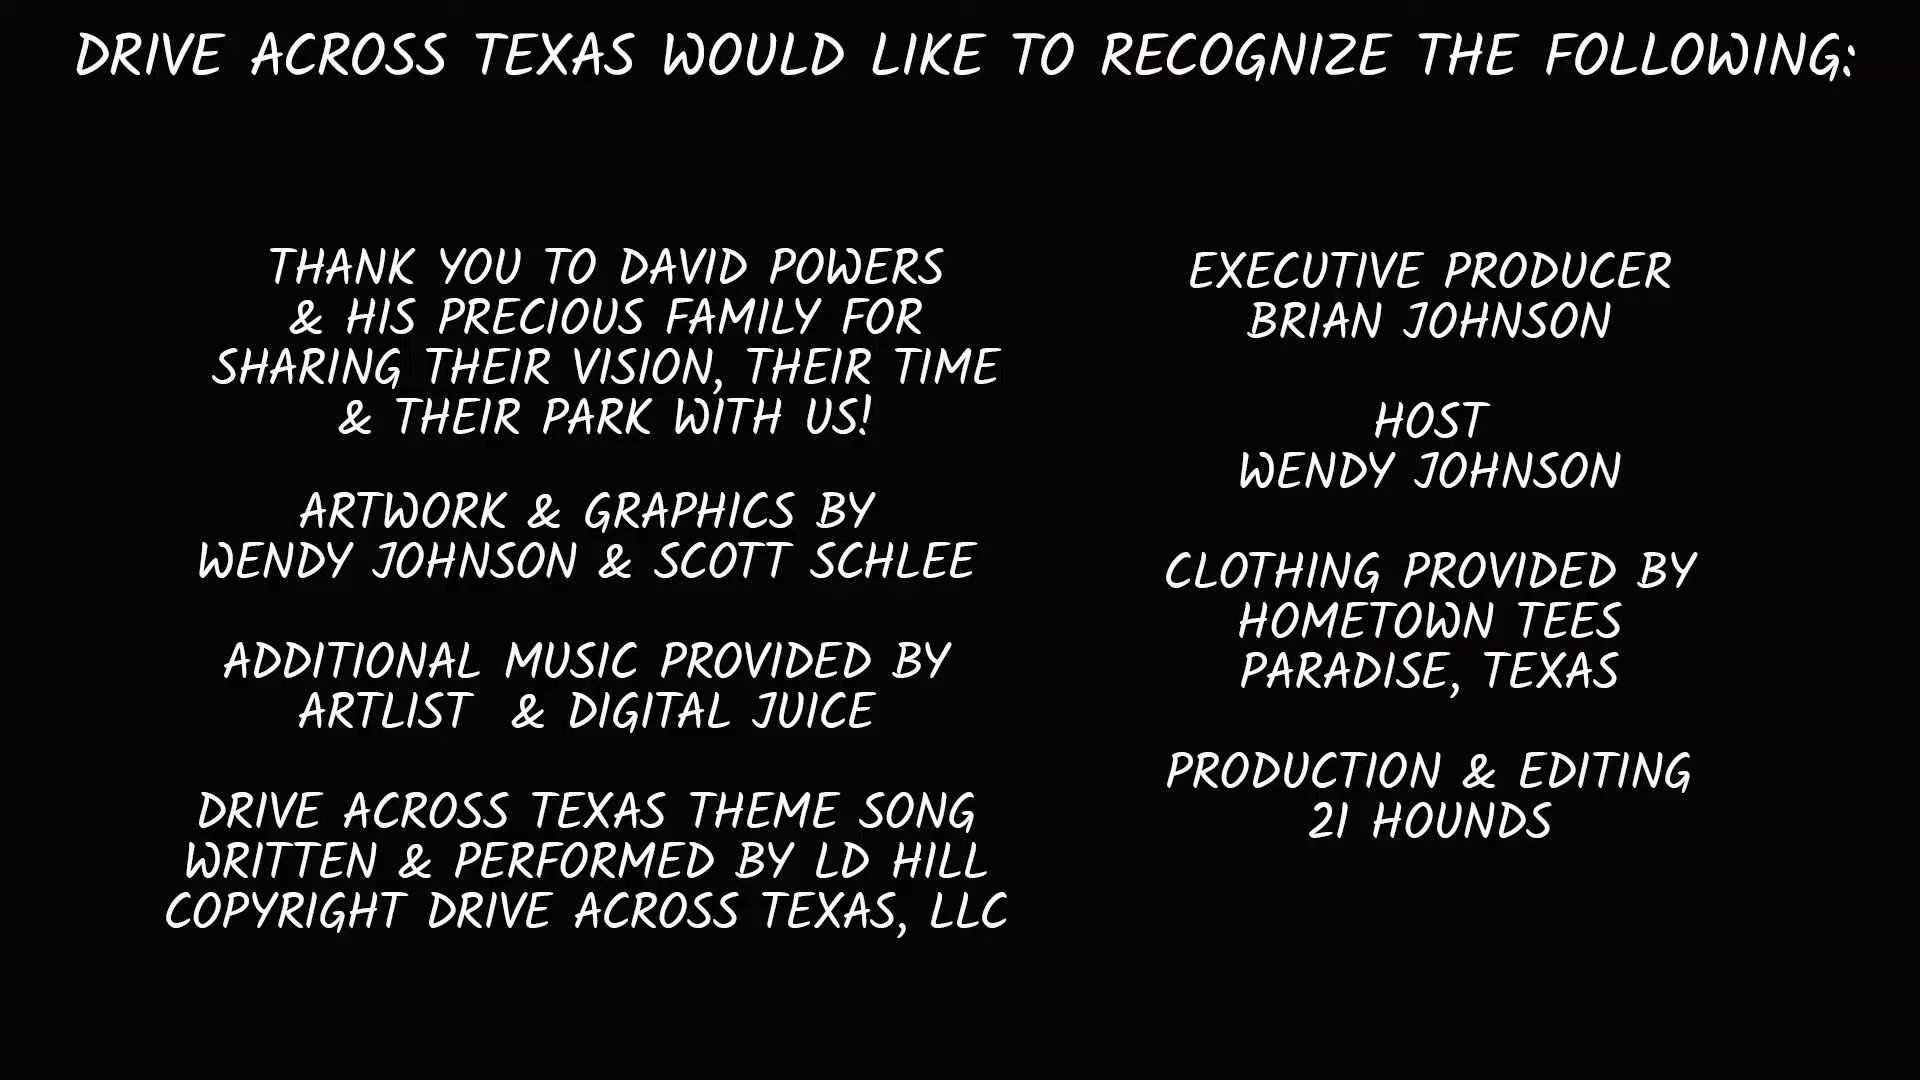 DRIVE ACROSS TEXAS WOULD LIKE TO RECOGNIZE THE FOLLOWING:
THANK YOU TO DAVID POWERS
& HIS PRECIOUS FAMILY FOR
SHARING THEIR VISION, THEIR TIME
& THEIR PARK WITH US!
ARTWORK & GRAPHICS BY
WENDY JOHNSON & SCOTT SCHLEE
ADDITIONAL MUSIC PROVIDED BY
ARTLIST & DIGITAL JUICE
DRIVE ACROSS TEXAS THEME SONG
WRITTEN & PERFORMED BY LD HILL
COPYRIGHT DRIVE ACROSS TEXAS, LLC
EXECUTIVE PRODUCER
BRIAN JOHNSON
HOST
WENDY JOHNSON
CLOTHING PROVIDED BY
HOMETOWN TEES
PARADISE, TEXAS
PRODUCTION & EDITING
21 HOUNDS